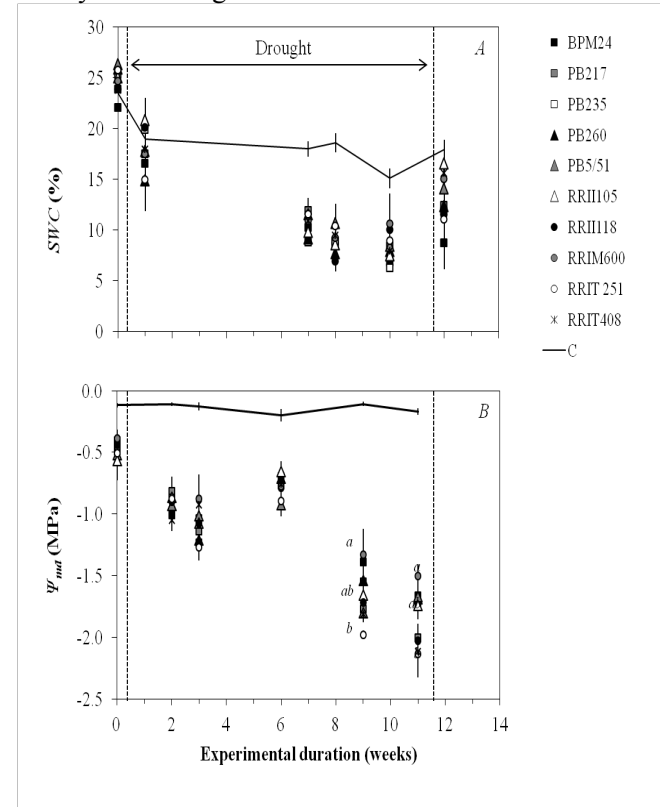 Drought
A
30
25
20
15
10
5
0
SWC (%)
BPM24
PB217
PB235
PB260
PB5/51
RRII105
RRII118
RRIM600
RRIT 251
RRIT408
C
B
0.0
-0.5
-1.0
-1.5
-2.0
-2.5
Ψmd (MPa)
a
ab
b
a
0 2 4 6 8 10 12 14
Experimental duration (weeks)